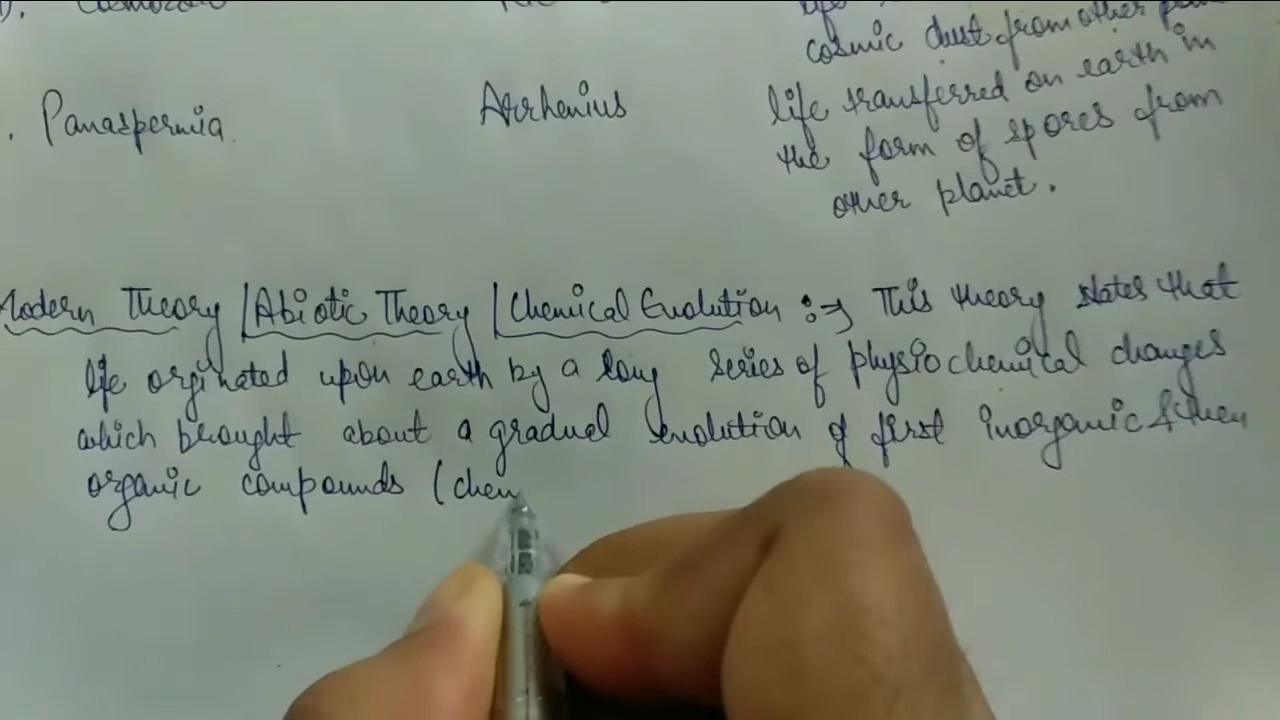 life
cosmic dust from other
Panaspermia
Arrhenius
life transferred on earth in
the form of spores from
other planet.
Modern Theory | Abiotic Theory | Chemical Evolution :→ This theory states that
life orginated upon earth by a long series of physiochemical changes
which brought about a gradual evolution of first inorganic & then
organic compounds (chem